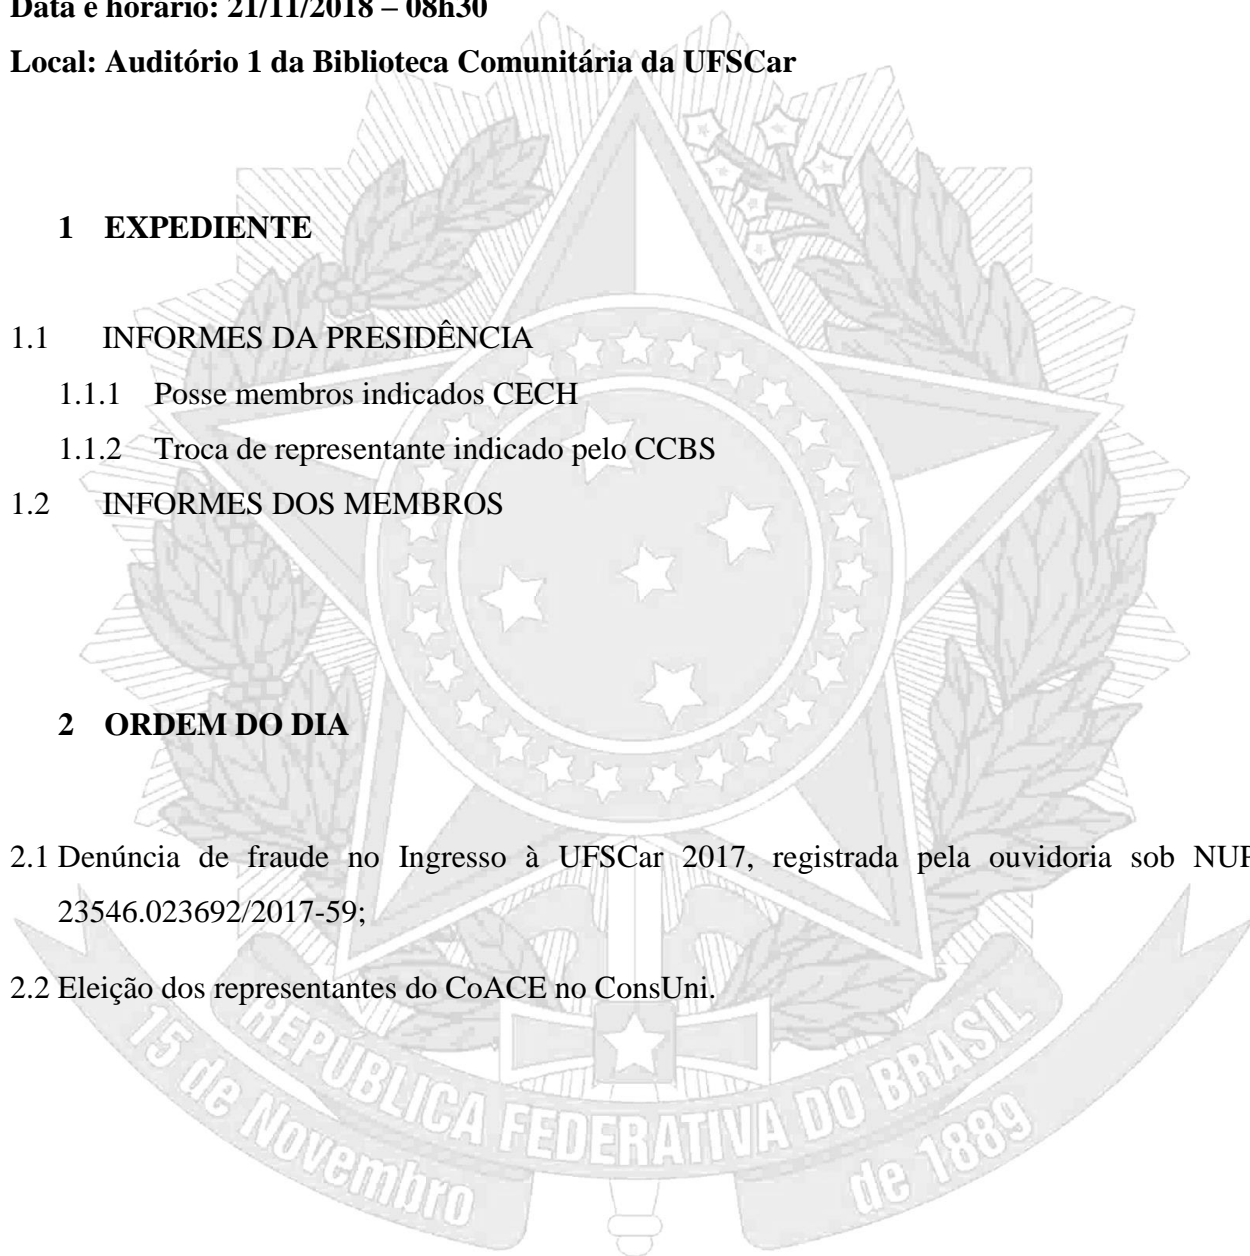 Data e horário: 21/11/2018 – 08h30
Local: Auditório 1 da Biblioteca Comunitária da UFSCar
1 EXPEDIENTE
1.1 INFORMES DA PRESIDÊNCIA
1.1.1 Posse membros indicados CECH
1.1.2 Troca de representante indicado pelo CCBS
1.2 INFORMES DOS MEMBROS
2 ORDEM DO DIA
2.1 Denúncia de fraude no Ingresso à UFSCar 2017, registrada pela ouvidoria sob NUP
23546.023692/2017-59;
2.2 Eleição dos representantes do CoACE no ConsUni.
REPÚBLICA FEDERATIVA DO BRASIL
15 de Novembro de 1889